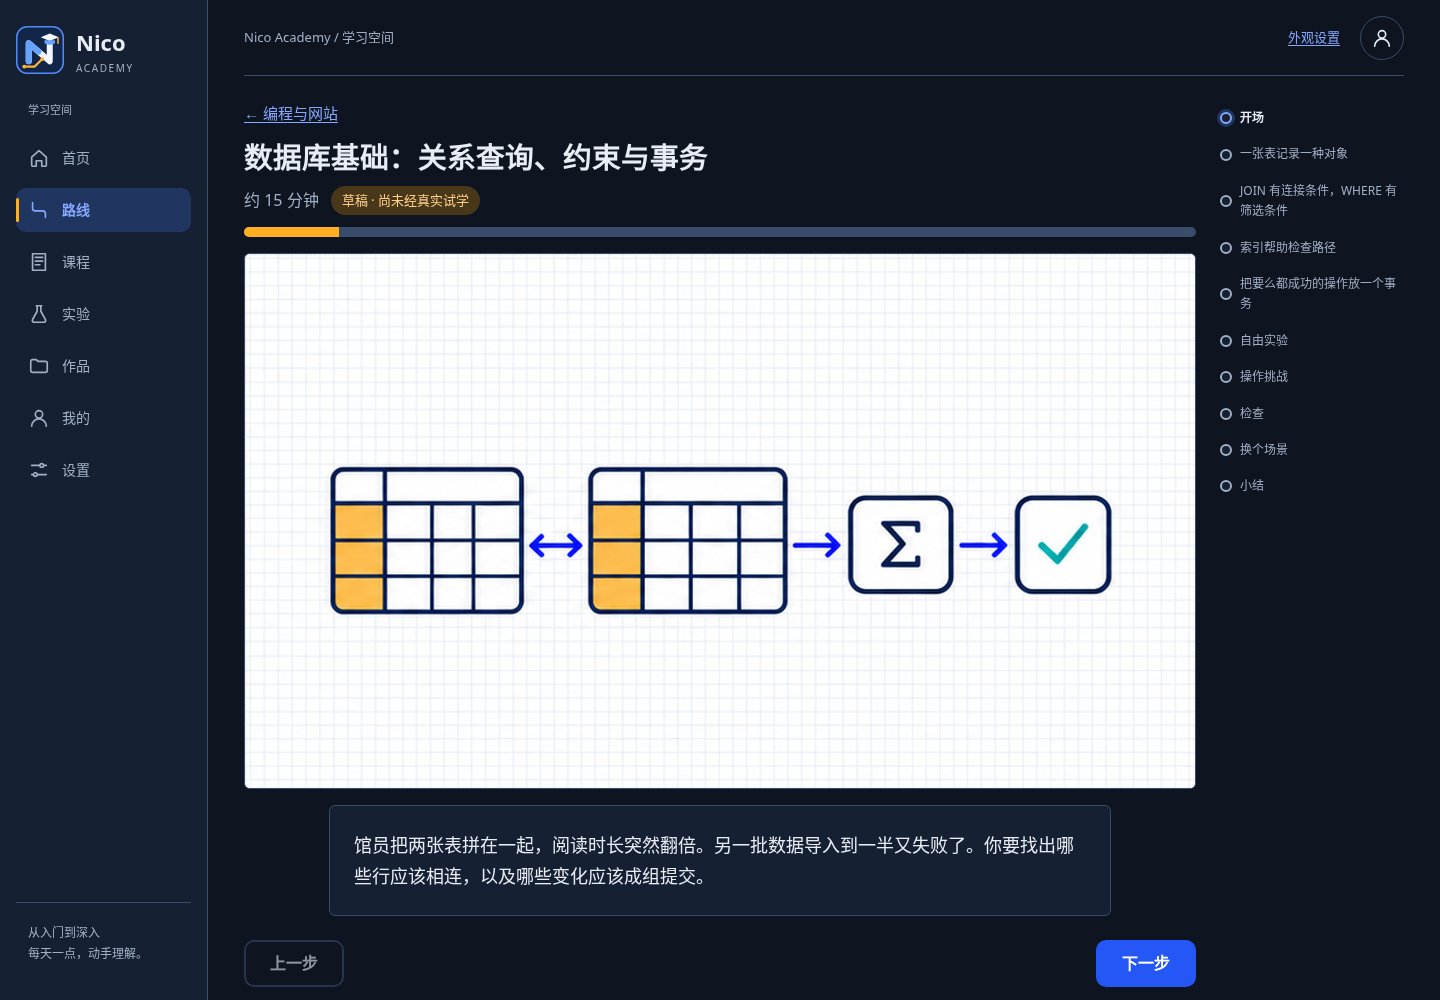 Nico
ACADEMY
学习空间
首页
路线
课程
实验
作品
我的
设置
从入门到深入
每天一点，动手理解。
Nico Academy / 学习空间
外观设置
← 编程与网站
数据库基础：关系查询、约束与事务
约 15 分钟
草稿 · 尚未经真实试学
Σ
馆员把两张表拼在一起，阅读时长突然翻倍。另一批数据导入到一半又失败了。你要找出哪
些行应该相连，以及哪些变化应该成组提交。
上一步
下一步
开场
一张表记录一种对象
JOIN 有连接条件，WHERE 有
筛选条件
索引帮助检查路径
把要么都成功的操作放一个事
务
自由实验
操作挑战
检查
换个场景
小结